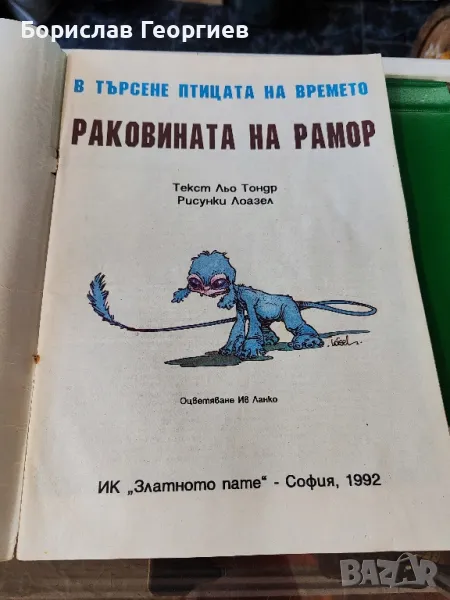 Борислав Георгиев
В ТЪРСЕНЕ ПТИЦАТА НА ВРЕМЕТО
РАКОВИНАТА НА РАМОР
Текст Льо Тондр
Рисунки Лоазел
Оцветяване Ив Ланко
ИК „Златното пате“ - София, 1992
BAZAR